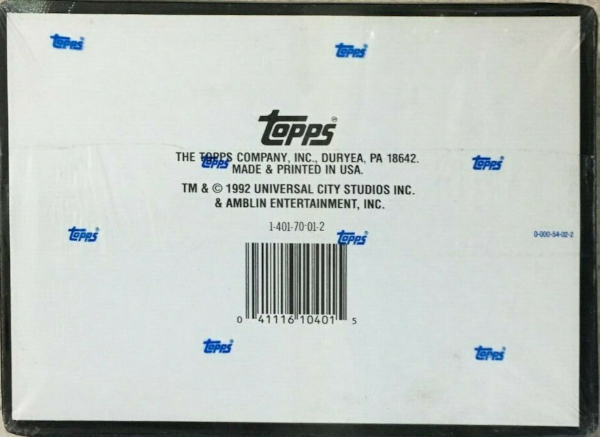 topps
topps
topps®
THE TOPPS COMPANY, INC., DURYEA, PA 18642.
topps
topps
MADE & PRINTED IN USA.
TM & © 1992 UNIVERSAL CITY STUDIOS INC.
& AMBLIN ENTERTAINMENT, INC.
1-401-70-01-2
topps
topps
0-000-54-02-2
0 41116 10401 5
topps
topps